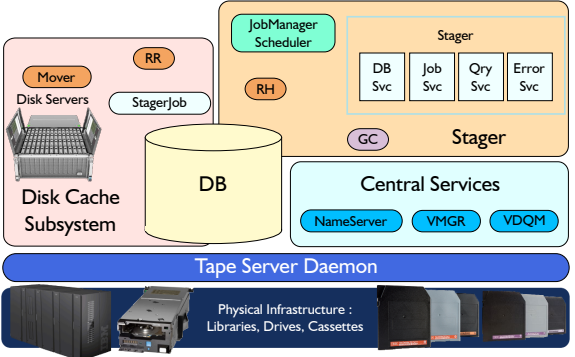 JobManager
Scheduler
Stager
RR
Mover
DB
Svc
Job
Svc
Qry
Svc
Error
Svc
RH
Disk Servers
StagerJob
GC
Stager
DB
Disk Cache
Subsystem
Central Services
NameServer
VMGR
VDQM
Tape Server Daemon
Physical Infrastructure :
Libraries, Drives, Cassettes